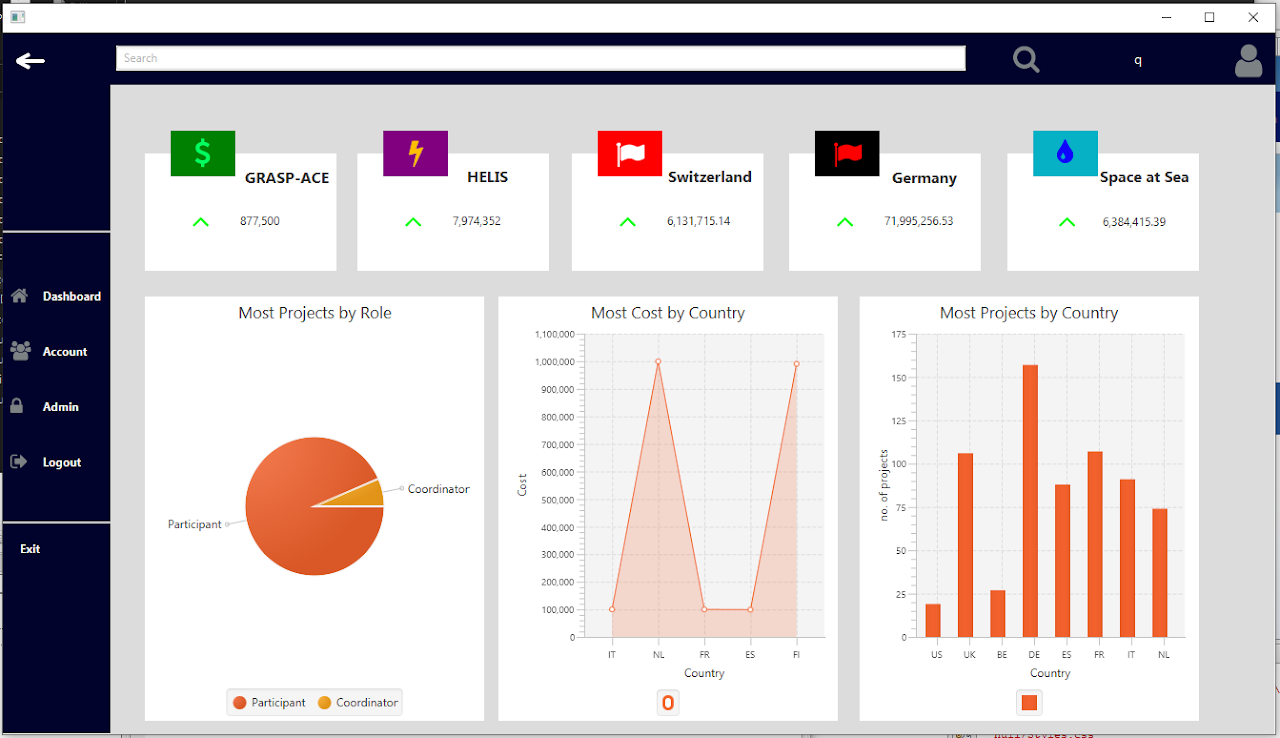 Search
q
GRASP-ACE
877,500
HELIS
7,974,352
Switzerland
6,131,715.14
Germany
71,995,256.53
Space at Sea
6,384,415.39
Dashboard
Account
Admin
Logout
Exit
Most Projects by Role
Participant
Coordinator
Participant Coordinator
Most Cost by Country
Cost
1,100,000
1,000,000
900,000
800,000
700,000
600,000
500,000
400,000
300,000
200,000
100,000
0
IT NL FR ES FI
Country
Most Projects by Country
no. of projects
175
150
125
100
75
50
25
0
US UK BE DE ES FR IT NL
Country